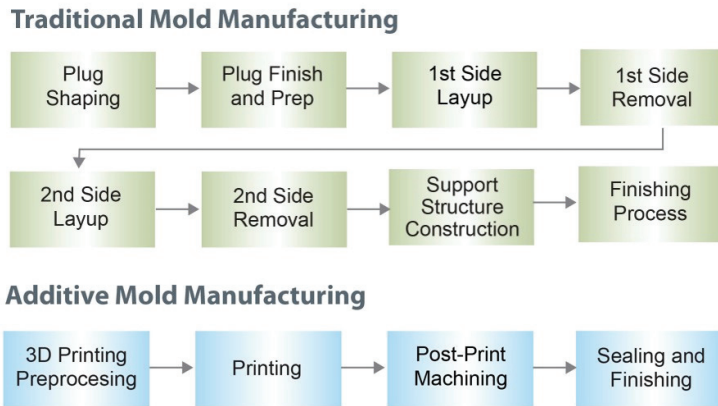 Traditional Mold Manufacturing
Plug
Shaping
Plug Finish
and Prep
1st Side
Layup
1st Side
Removal
2nd Side
Layup
2nd Side
Removal
Support
Structure
Construction
Finishing
Process
Additive Mold Manufacturing
3D Printing
Preprocesing
Printing
Post-Print
Machining
Sealing and
Finishing